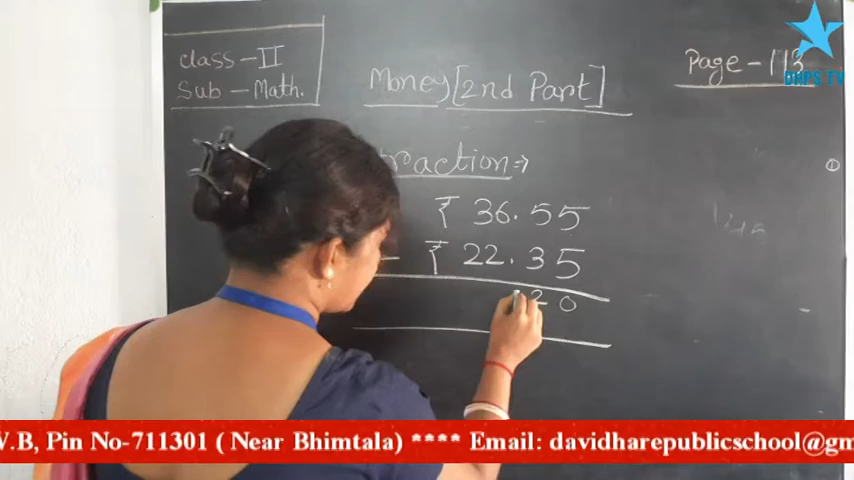 class - II
Sub - Math.
Money [2nd Part]
Page - 113
DHPS TV
traction ⇒
₹ 36.55
- ₹ 22.35
20
W.B, Pin No-711301 ( Near Bhimtala) **** Email: davidharepublicschool@gm